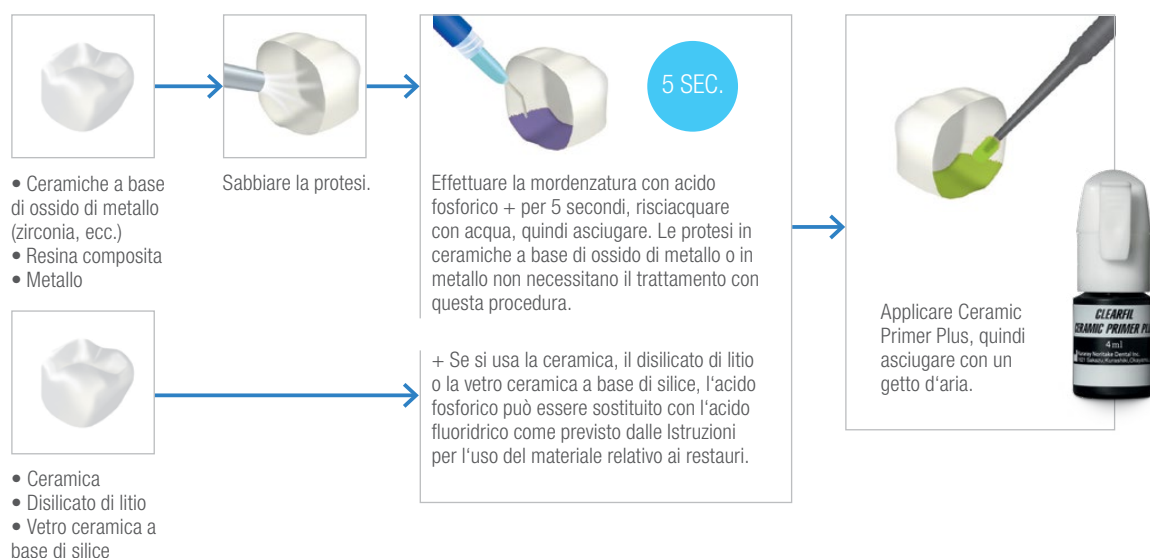 • Ceramiche a base
di ossido di metallo
(zirconia, ecc.)
• Resina composita
• Metallo
Sabbiare la protesi.
5 SEC.
Effettuare la mordenzatura con acido
fosforico + per 5 secondi, risciacquare
con acqua, quindi asciugare. Le protesi in
ceramiche a base di ossido di metallo o in
metallo non necessitano il trattamento con
questa procedura.
+ Se si usa la ceramica, il disilicato di litio
o la vetro ceramica a base di silice, l‘acido
fosforico può essere sostituito con l‘acido
fluoridrico come previsto dalle Istruzioni
per l‘uso del materiale relativo ai restauri.
Applicare Ceramic
Primer Plus, quindi
asciugare con un
getto d‘aria.
CLEARFIL
CERAMIC PRIMER PL
4 ml
Kuraray Noritake Dental Inc.
• Ceramica
• Disilicato di litio
• Vetro ceramica a
base di silice